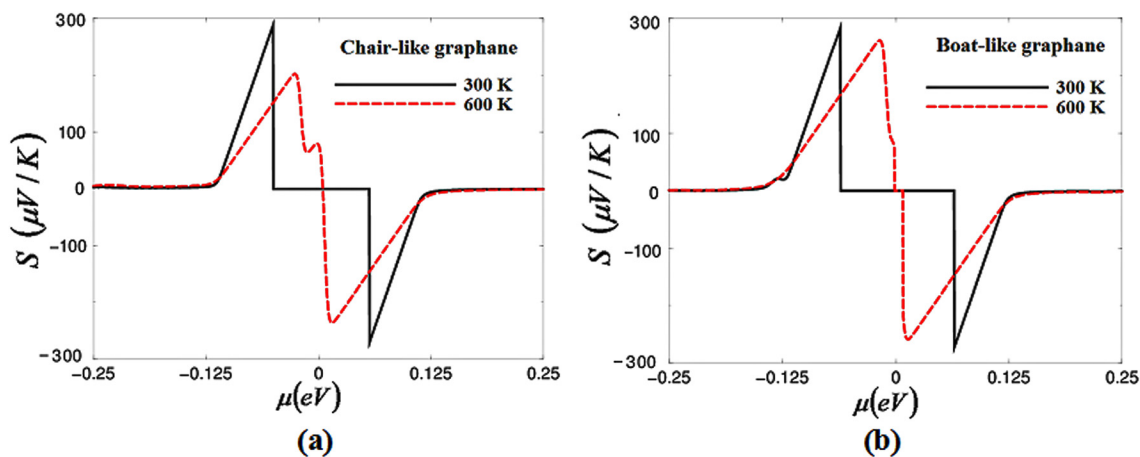 300
Chair-like graphane
300 K
600 K
100
0
-100
-300
S (μV / K)
-0.25
-0.125
0
0.125
0.25
μ(eV)
(a)
300
Boat-like graphane
300 K
600 K
100
0
-100
-300
S (μV / K)
-0.25
-0.125
0
0.125
0.25
μ(eV)
(b)